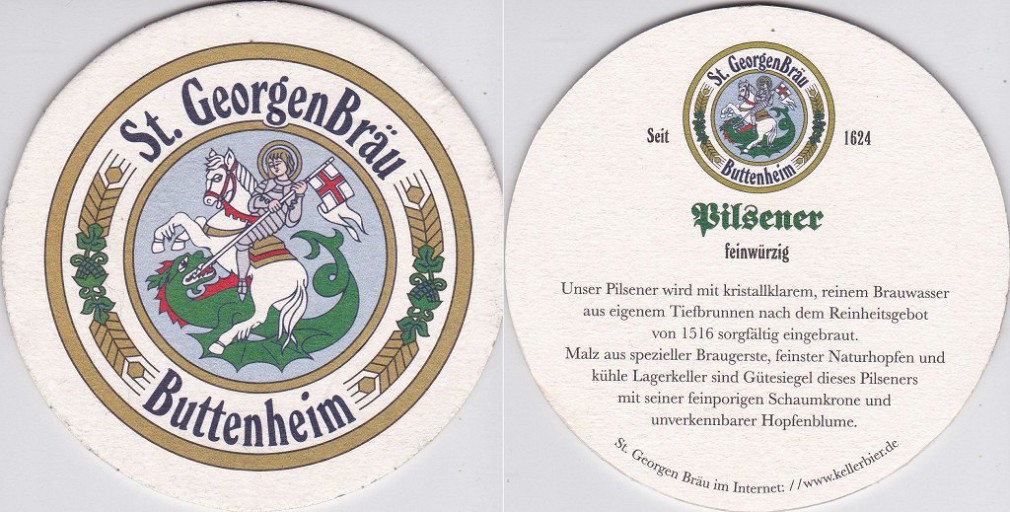 St. GeorgenBräu
Buttenheim
St. GeorgenBräu
Buttenheim
Seit 1624
Pilsener
feinwürzig
Unser Pilsener wird mit kristallklarem, reinem Brauwasser
aus eigenem Tiefbrunnen nach dem Reinheitsgebot
von 1516 sorgfältig eingebraut.
Malz aus spezieller Braugerste, feinster Naturhopfen und
kühle Lagerkeller sind Gütesiegel dieses Pilseners
mit seiner feinporigen Schaumkrone und
unverkennbarer Hopfenblume.
St. Georgen Bräu im Internet: //www.kellerbier.de